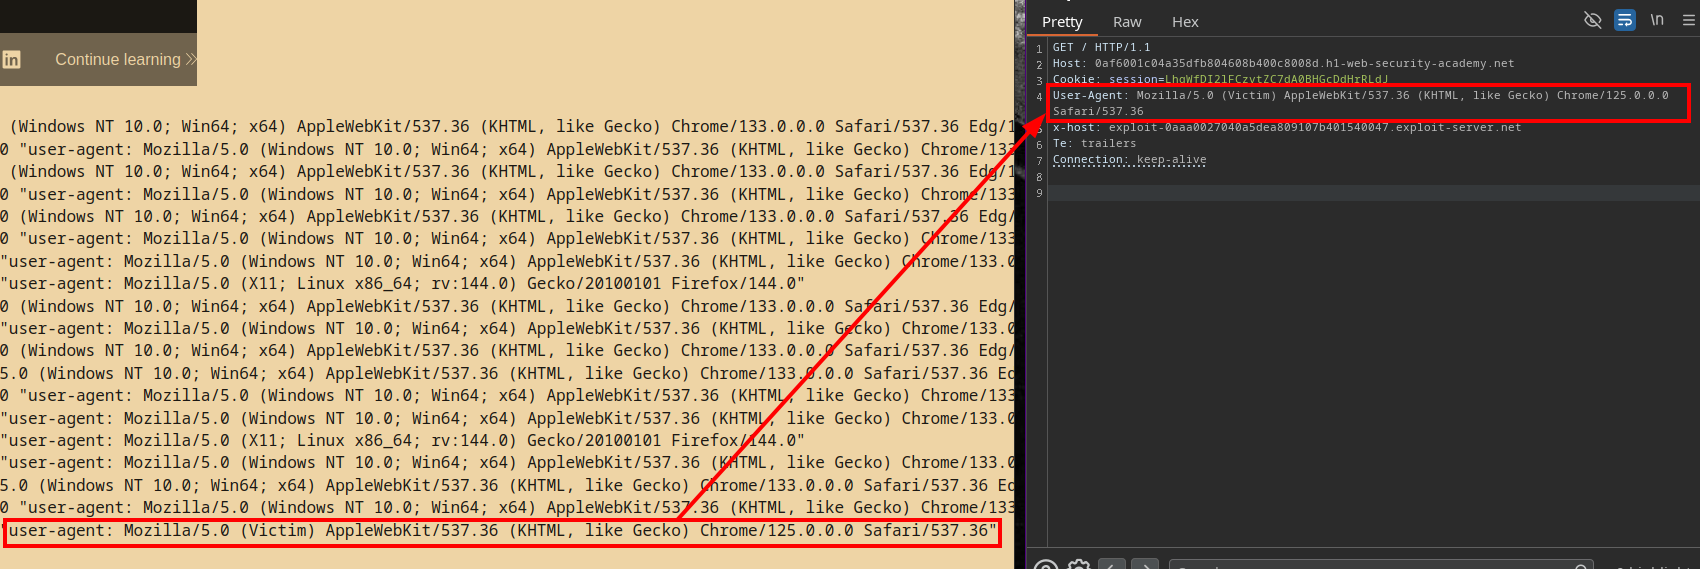 in Continue learning
(Windows NT 10.0; Win64; x64) AppleWebKit/537.36 (KHTML, like Gecko) Chrome/133.0.0.0 Safari/537.36 Edg/1
0 "user-agent: Mozilla/5.0 (Windows NT 10.0; Win64; x64) AppleWebKit/537.36 (KHTML, like Gecko) Chrome/133
(Windows NT 10.0; Win64; x64) AppleWebKit/537.36 (KHTML, like Gecko) Chrome/133.0.0.0 Safari/537.36 Edg/1
0 "user-agent: Mozilla/5.0 (Windows NT 10.0; Win64; x64) AppleWebKit/537.36 (KHTML, like Gecko) Chrome/133
0 (Windows NT 10.0; Win64; x64) AppleWebKit/537.36 (KHTML, like Gecko) Chrome/133.0.0.0 Safari/537.36 Edg/
0 "user-agent: Mozilla/5.0 (Windows NT 10.0; Win64; x64) AppleWebKit/537.36 (KHTML, like Gecko) Chrome/133
"user-agent: Mozilla/5.0 (Windows NT 10.0; Win64; x64) AppleWebKit/537.36 (KHTML, like Gecko) Chrome/133.0
"user-agent: Mozilla/5.0 (X11; Linux x86_64; rv:144.0) Gecko/20100101 Firefox/144.0"
0 (Windows NT 10.0; Win64; x64) AppleWebKit/537.36 (KHTML, like Gecko) Chrome/133.0.0.0 Safari/537.36 Edg/
"user-agent: Mozilla/5.0 (Windows NT 10.0; Win64; x64) AppleWebKit/537.36 (KHTML, like Gecko) Chrome/133.0
0 (Windows NT 10.0; Win64; x64) AppleWebKit/537.36 (KHTML, like Gecko) Chrome/133.0.0.0 Safari/537.36 Edg/
5.0 (Windows NT 10.0; Win64; x64) AppleWebKit/537.36 (KHTML, like Gecko) Chrome/133.0.0.0 Safari/537.36 Ed
0 "user-agent: Mozilla/5.0 (Windows NT 10.0; Win64; x64) AppleWebKit/537.36 (KHTML, like Gecko) Chrome/133
"user-agent: Mozilla/5.0 (Windows NT 10.0; Win64; x64) AppleWebKit/537.36 (KHTML, like Gecko) Chrome/133.0
"user-agent: Mozilla/5.0 (X11; Linux x86_64; rv:144.0) Gecko/20100101 Firefox/144.0"
"user-agent: Mozilla/5.0 (Windows NT 10.0; Win64; x64) AppleWebKit/537.36 (KHTML, like Gecko) Chrome/133.0
5.0 (Windows NT 10.0; Win64; x64) AppleWebKit/537.36 (KHTML, like Gecko) Chrome/133.0.0.0 Safari/537.36 Ed
0 "user-agent: Mozilla/5.0 (Windows NT 10.0; Win64; x64) AppleWebKit/537.36 (KHTML, like Gecko) Chrome/133
"user-agent: Mozilla/5.0 (Victim) AppleWebKit/537.36 (KHTML, like Gecko) Chrome/125.0.0.0 Safari/537.36"
Pretty Raw Hex \n
1 GET / HTTP/1.1
2 Host: 0af6001c04a35dfb804608b400c8008d.h1-web-security-academy.net
3 Cookie:
4 User-Agent: Mozilla/5.0 (Victim) AppleWebKit/537.36 (KHTML, like Gecko) Chrome/125.0.0.0
Safari/537.36
5 x-host: exploit-0aaa0027040a5dea809107b401540047.exploit-server.net
6 Te: trailers
7 Connection: keep-alive
8
9